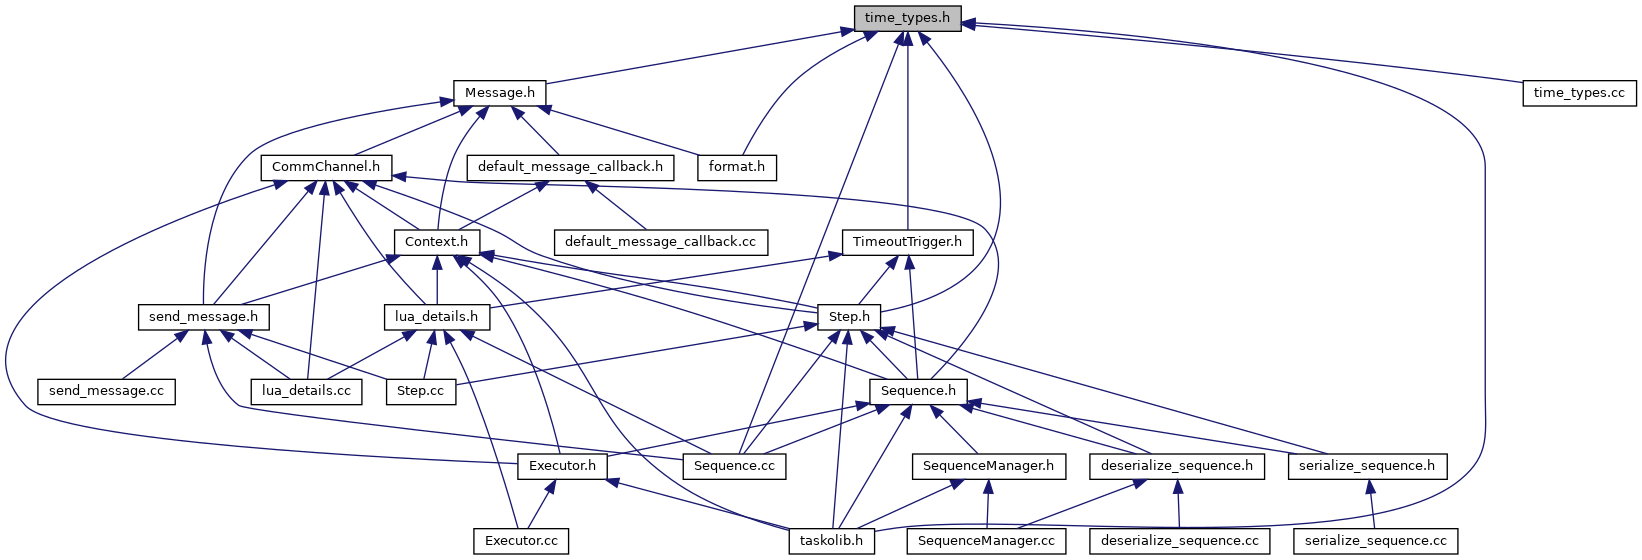 time_types.h
Message.h
time_types.cc
CommChannel.h
default_message_callback.h
format.h
Context.h
default_message_callback.cc
TimeoutTrigger.h
send_message.h
lua_details.h
Step.h
send_message.cc
lua_details.cc
Step.cc
Sequence.h
Executor.h
Sequence.cc
SequenceManager.h
deserialize_sequence.h
serialize_sequence.h
Executor.cc
taskolib.h
SequenceManager.cc
deserialize_sequence.cc
serialize_sequence.cc